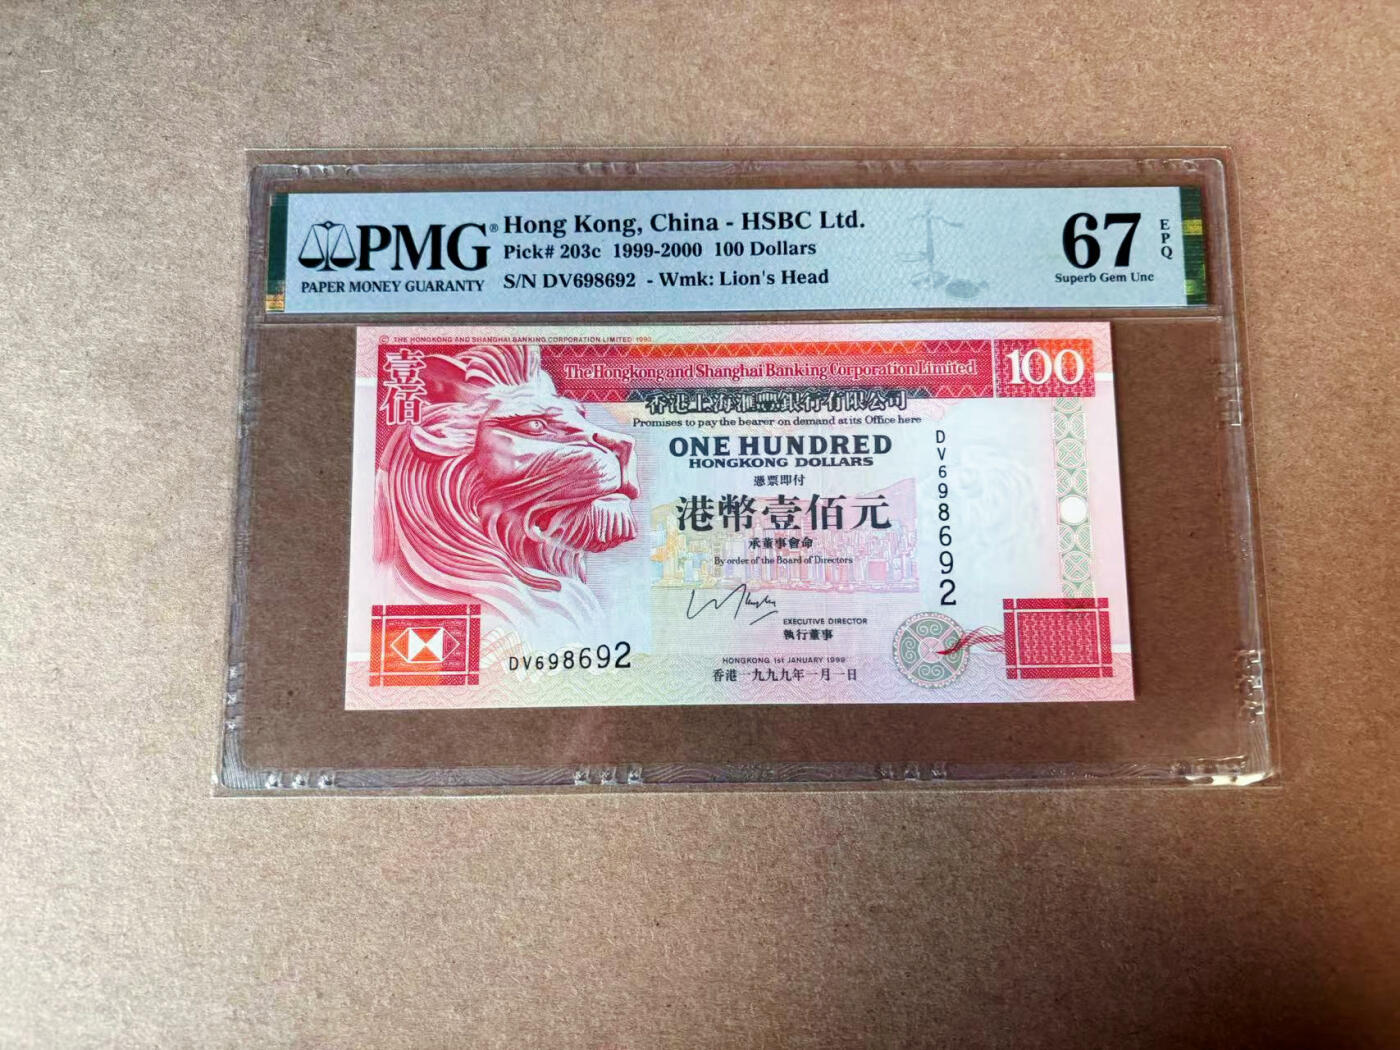 PMG®
PAPER MONEY GUARANTY
Hong Kong, China - HSBC Ltd.
Pick# 203c 1999-2000 100 Dollars
S/N DV698692 - Wmk: Lion's Head
67
EPQ
Superb Gem Unc
© THE HONGKONG AND SHANGHAI BANKING CORPORATION LIMITED 1993
壹佰
The Hongkong and Shanghai Banking Corporation Limited
100
香港上海滙豐銀行有限公司
Promises to pay the bearer on demand at its Office here
ONE HUNDRED
HONGKONG DOLLARS
憑票即付
港幣壹佰元
承董事會命
By order of the Board of Directors
DV698692
EXECUTIVE DIRECTOR
執行董事
DV698692
HONGKONG 1st JANUARY 1999
香港一九九九年一月一日